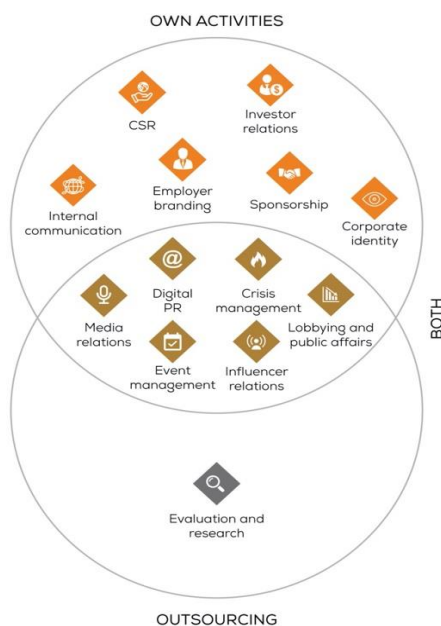 OWN ACTIVITIES
CSR
Investor
relations
Employer
branding
Sponsorship
Internal
communication
Corporate
identity
Digital
PR
Crisis
management
Media
relations
Lobbying and
public affairs
BOTH
Event
management
Influencer
relations
Evaluation and
research
OUTSOURCING